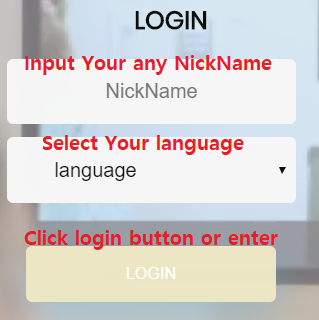 LOGIN
Input Your any NickName
NickName
Select Your language
language
Click login button or enter
LOGIN